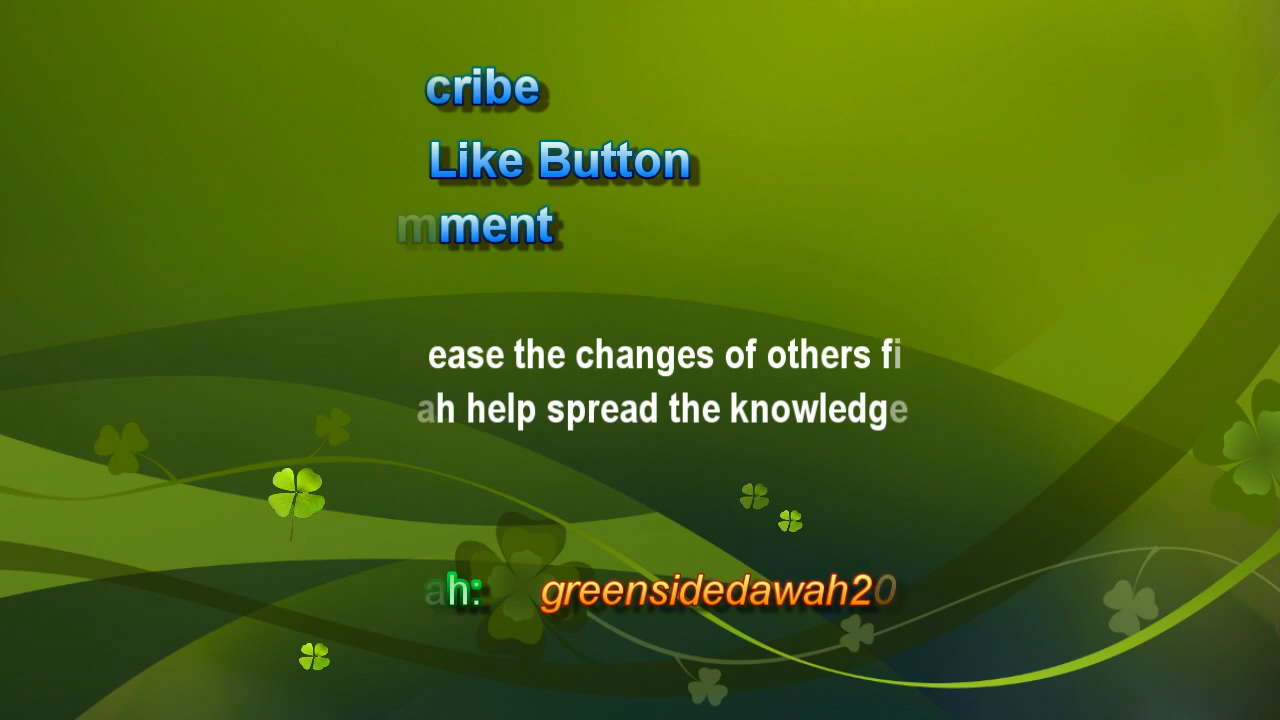 cribe
Like Button
mment
ease the changes of others fi
ah help spread the knowledge
ah: greensidedawah20